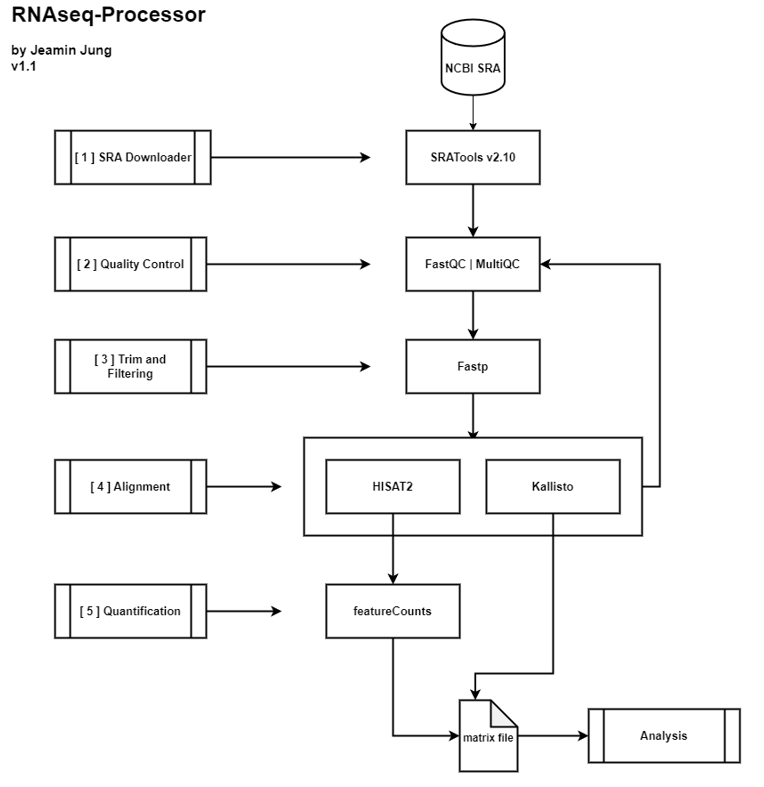 RNAseq-Processor
by Jeamin Jung
v1.1
NCBI SRA
[ 1 ] SRA Downloader
SRATools v2.10
[ 2 ] Quality Control
FastQC | MultiQC
[ 3 ] Trim and
Filtering
Fastp
[ 4 ] Alignment
HISAT2
Kallisto
[ 5 ] Quantification
featureCounts
matrix file
Analysis